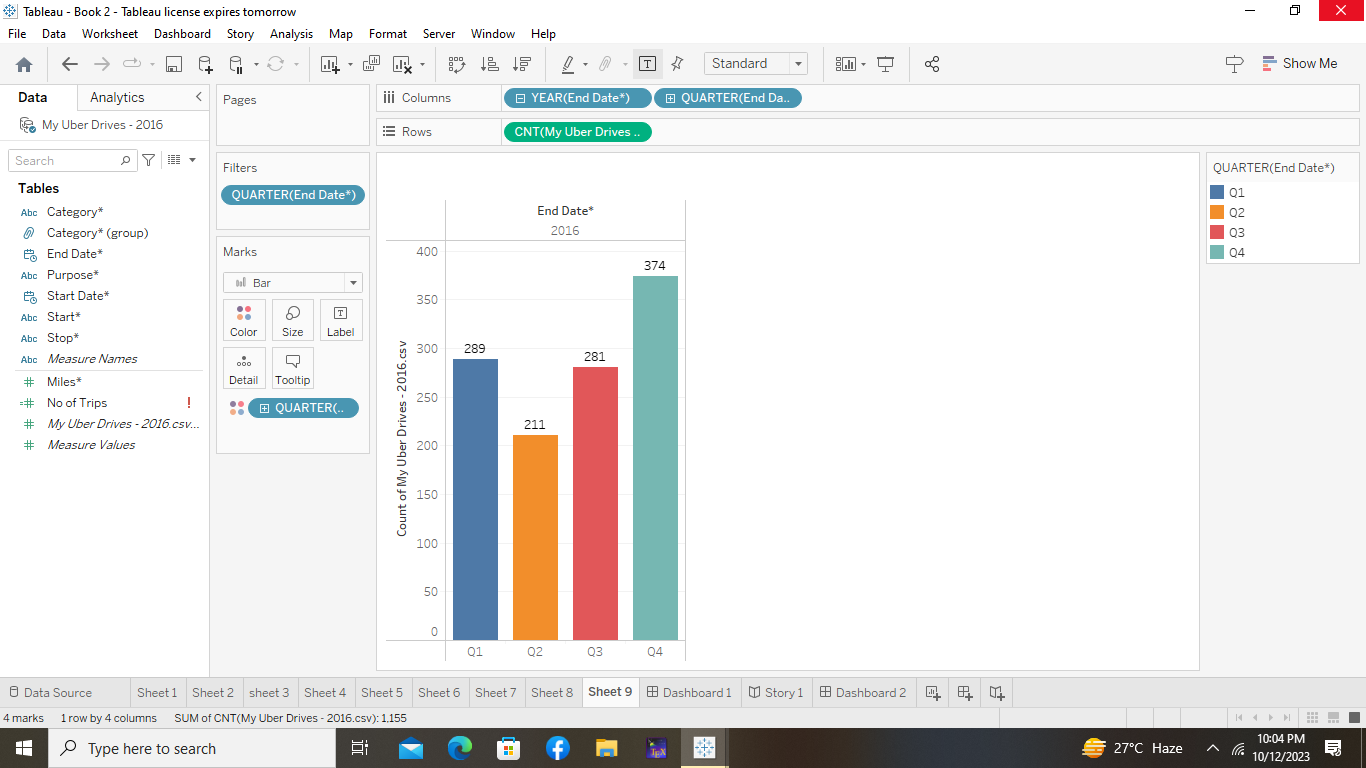 Tableau - Book 2 - Tableau license expires tomorrow
File Data Worksheet Dashboard Story Analysis Map Format Server Window Help
Standard
Show Me
Data Analytics
My Uber Drives - 2016
Search
Tables
Abc Category*
Category* (group)
End Date*
Abc Purpose*
Start Date*
Abc Start*
Abc Stop*
Abc Measure Names
# Miles*
=# No of Trips !
# My Uber Drives - 2016.csv...
# Measure Values
Pages
Filters
QUARTER(End Date*)
Marks
Bar
Color Size Label
Detail Tooltip
QUARTER(..
Columns YEAR(End Date*) QUARTER(End Da..
Rows CNT(My Uber Drives ..
End Date*
2016
Count of My Uber Drives - 2016.csv
400
350
300
250
200
150
100
50
0
289
211
281
374
Q1 Q2 Q3 Q4
QUARTER(End Date*)
Q1
Q2
Q3
Q4
Data Source Sheet 1 Sheet 2 sheet 3 Sheet 4 Sheet 5 Sheet 6 Sheet 7 Sheet 8 Sheet 9 Dashboard 1 Story 1 Dashboard 2
4 marks 1 row by 4 columns SUM of CNT(My Uber Drives - 2016.csv): 1,155
Type here to search
27°C Haze
10:04 PM
10/12/2023